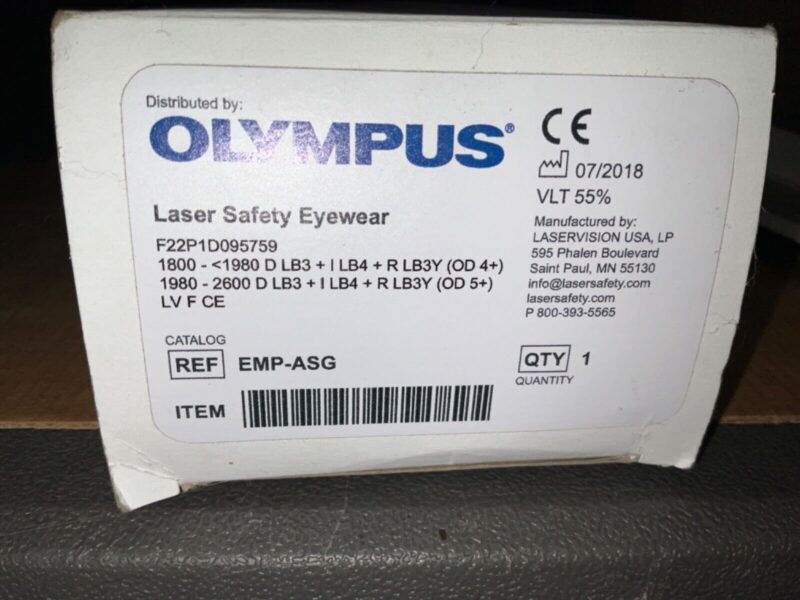 Distributed by:
OLYMPUS®
Laser Safety Eyewear
F22P1D095759
1800 - <1980 D LB3 + I LB4 + R LB3Y (OD 4+)
1980 - 2600 D LB3 + I LB4 + R LB3Y (OD 5+)
LV F CE
CATALOG
REF EMP-ASG
ITEM
CE
07/2018
VLT 55%
Manufactured by:
LASERVISION USA, LP
595 Phalen Boulevard
Saint Paul, MN 55130
info@lasersafety.com
lasersafety.com
P 800-393-5565
QTY 1
QUANTITY